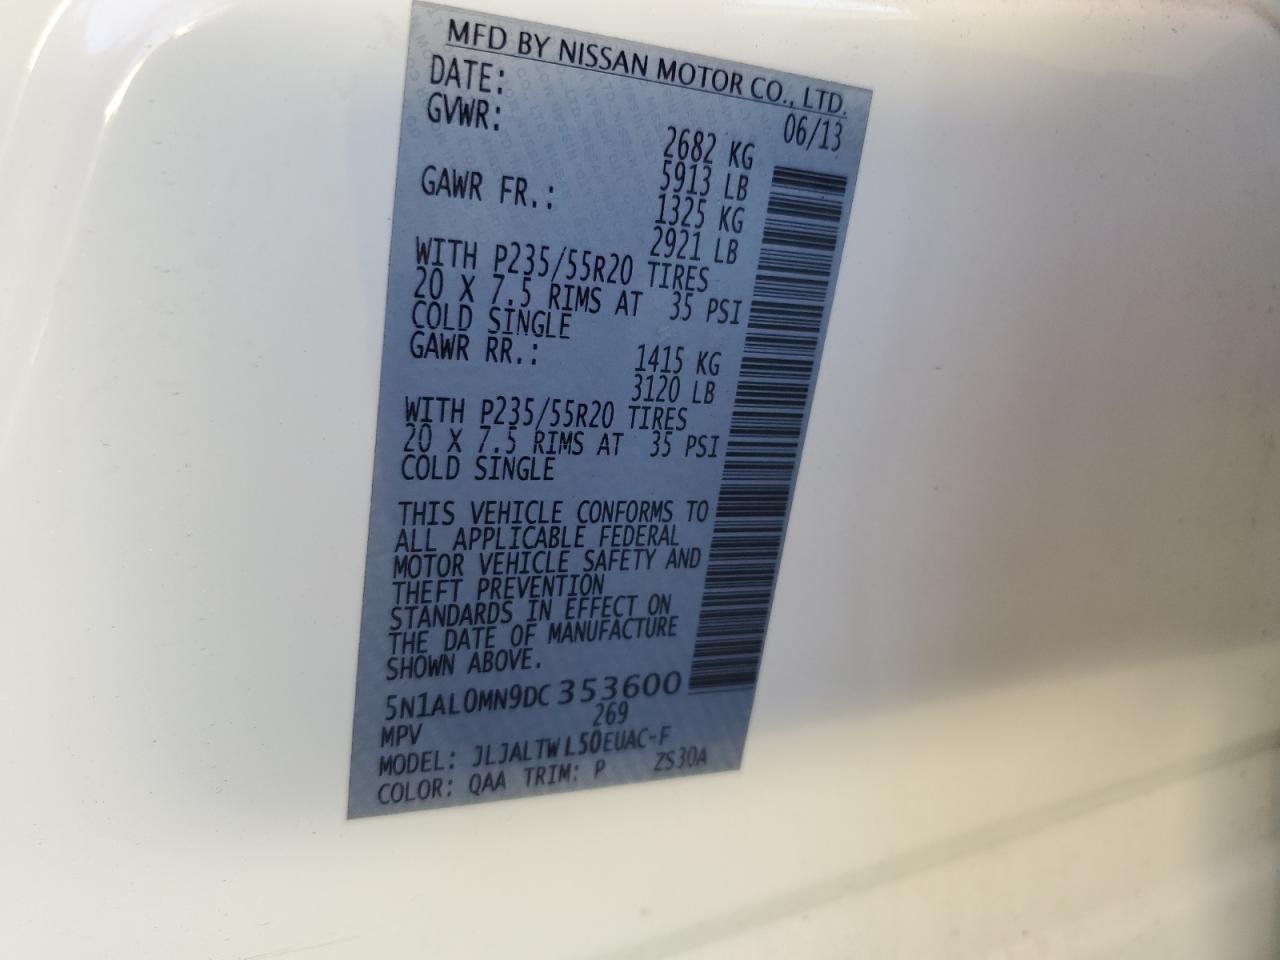 MFD BY NISSAN MOTOR CO., LTD.
DATE: 06/13
GVWR: 2682 KG
5913 LB
GAWR FR.: 1325 KG
2921 LB
WITH P235/55R20 TIRES
20 X 7.5 RIMS AT 35 PSI
COLD SINGLE
GAWR RR.: 1415 KG
3120 LB
WITH P235/55R20 TIRES
20 X 7.5 RIMS AT 35 PSI
COLD SINGLE
THIS VEHICLE CONFORMS TO
ALL APPLICABLE FEDERAL
MOTOR VEHICLE SAFETY AND
THEFT PREVENTION
STANDARDS IN EFFECT ON
THE DATE OF MANUFACTURE
SHOWN ABOVE.
5N1AL0MN9DC353600
MPV 269
MODEL: JLJALTWL50EUAC-F
COLOR: QAA TRIM: P ZS30A